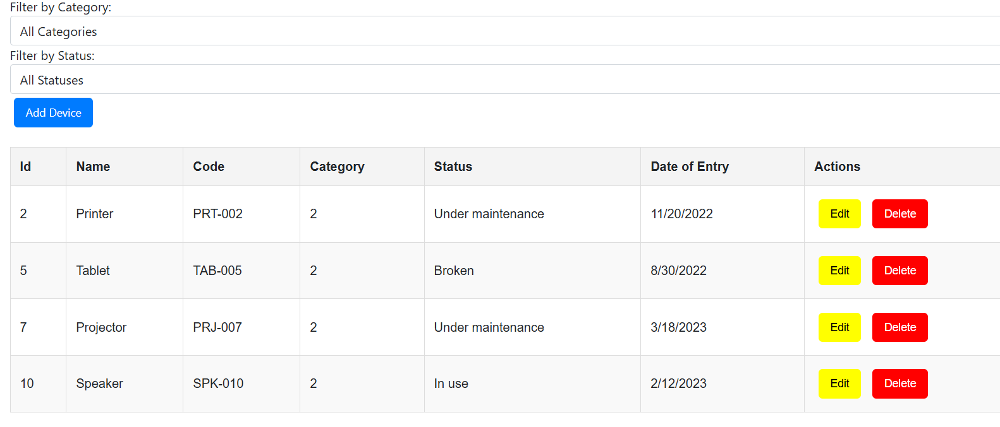 Filter by Category:
All Categories
Filter by Status:
All Statuses
Add Device
Id Name Code Category Status Date of Entry Actions
2 Printer PRT-002 2 Under maintenance 11/20/2022 Edit Delete
5 Tablet TAB-005 2 Broken 8/30/2022 Edit Delete
7 Projector PRJ-007 2 Under maintenance 3/18/2023 Edit Delete
10 Speaker SPK-010 2 In use 2/12/2023 Edit Delete